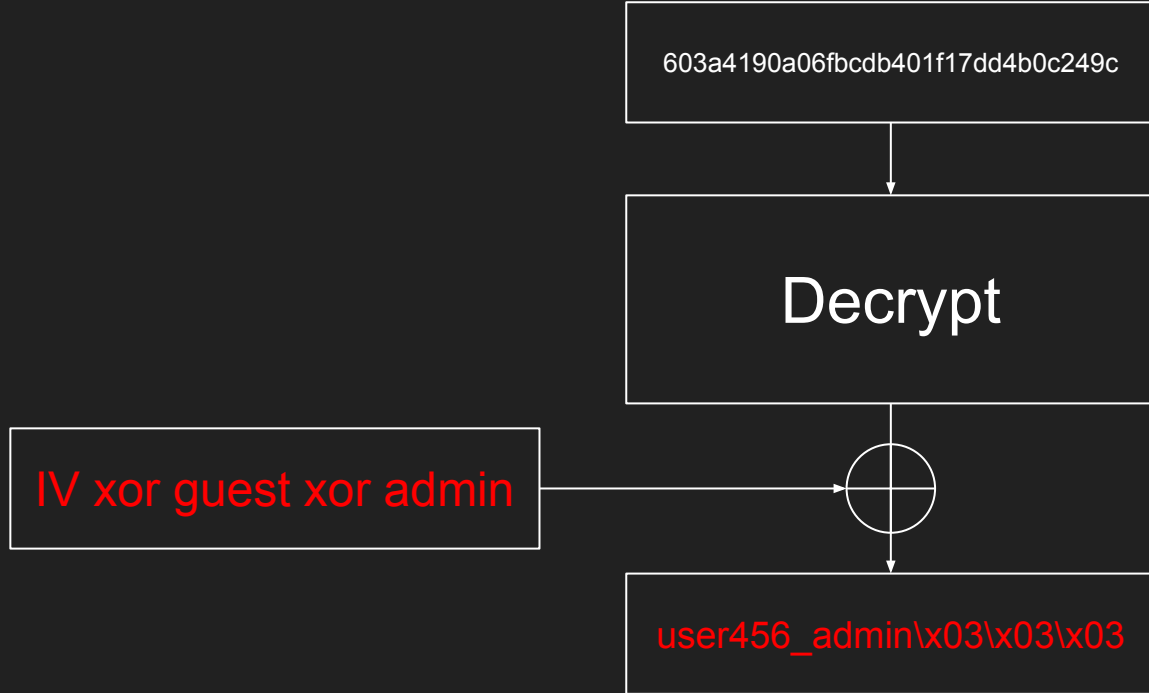 603a4190a06fbcdb401f17dd4b0c249c
Decrypt
IV xor guest xor admin
user456_admin\x03\x03\x03